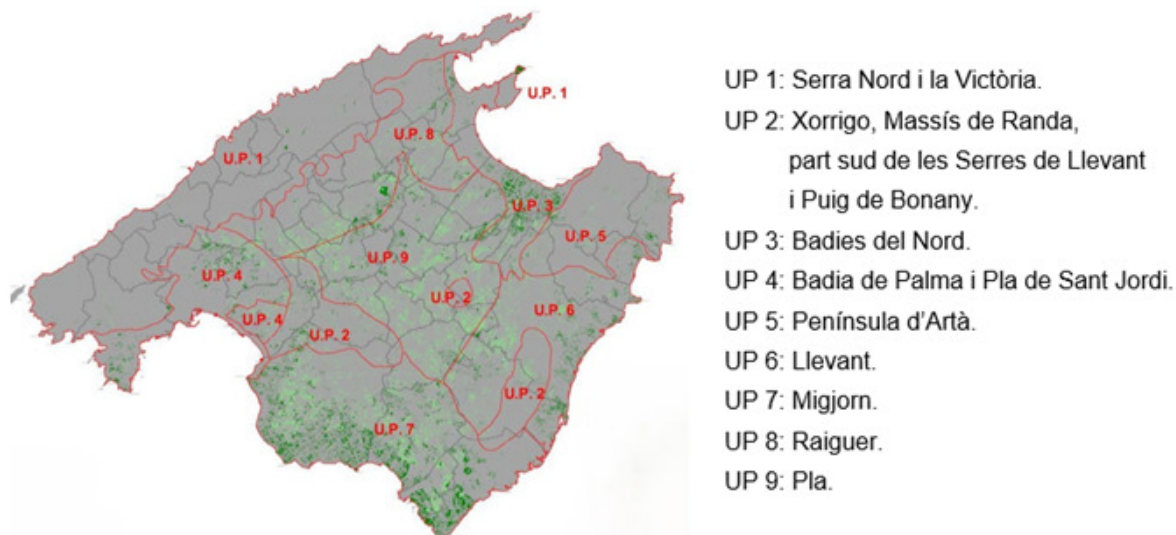 U.P. 1
U.P. 8
U.P. 1
U.P. 3
U.P. 5
U.P. 9
U.P. 4
U.P. 2
U.P. 6
U.P. 4
U.P. 2
U.P. 2
U.P. 7
UP 1: Serra Nord i la Victòria.
UP 2: Xorrigo, Massís de Randa,
part sud de les Serres de Llevant
i Puig de Bonany.
UP 3: Badies del Nord.
UP 4: Badia de Palma i Pla de Sant Jordi.
UP 5: Península d'Artà.
UP 6: Llevant.
UP 7: Migjorn.
UP 8: Raiguer.
UP 9: Pla.